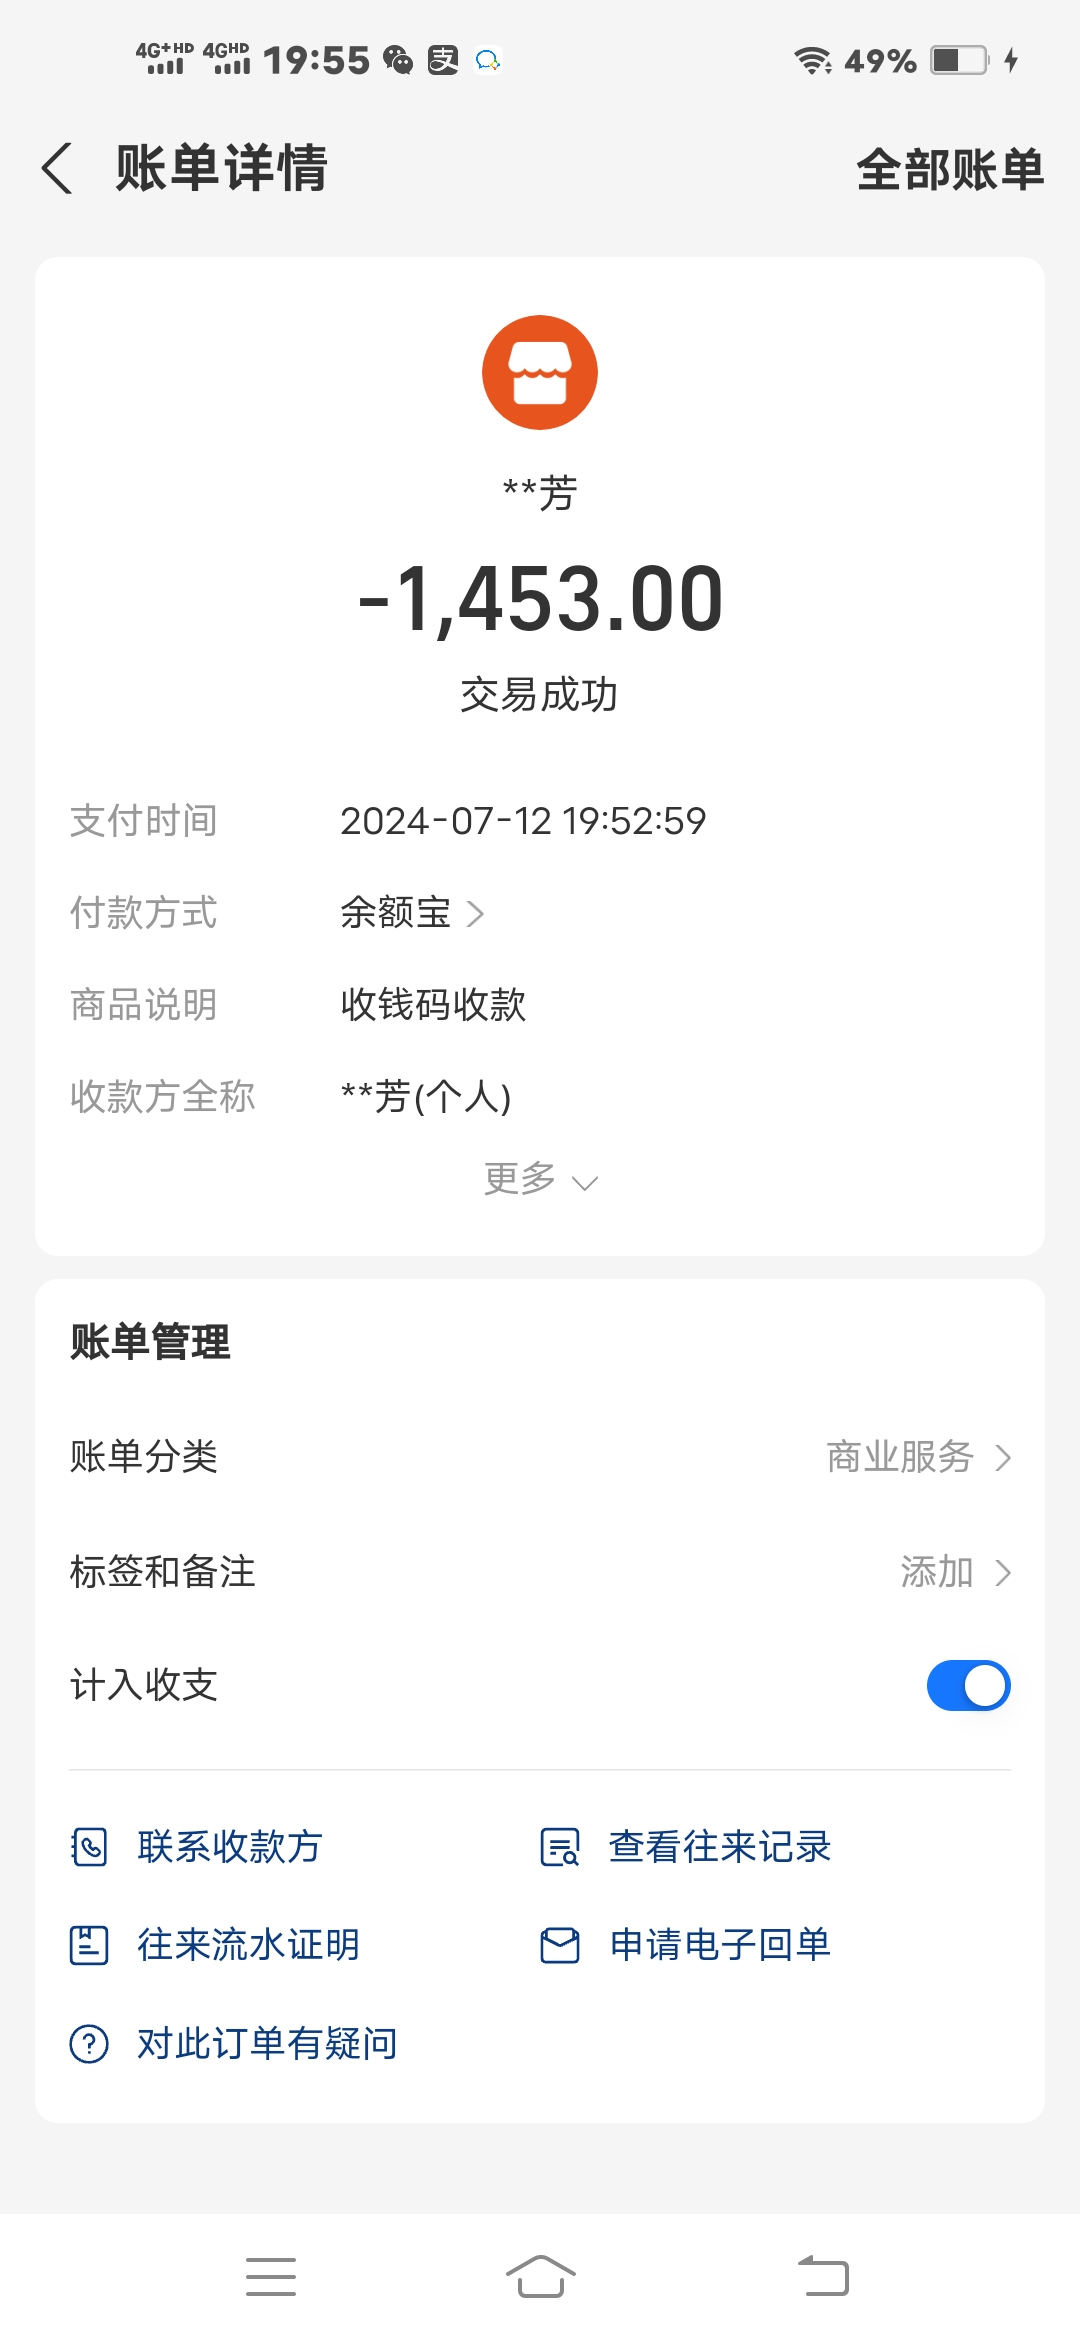 4G+HD 4GHD 19:55 支 49%
账单详情 全部账单
**芳
-1,453.00
交易成功
支付时间 2024-07-12 19:52:59
付款方式 余额宝
商品说明 收钱码收款
收款方全称 **芳(个人)
更多
账单管理
账单分类 商业服务
标签和备注 添加
计入收支
联系收款方 查看往来记录
往来流水证明 申请电子回单
对此订单有疑问